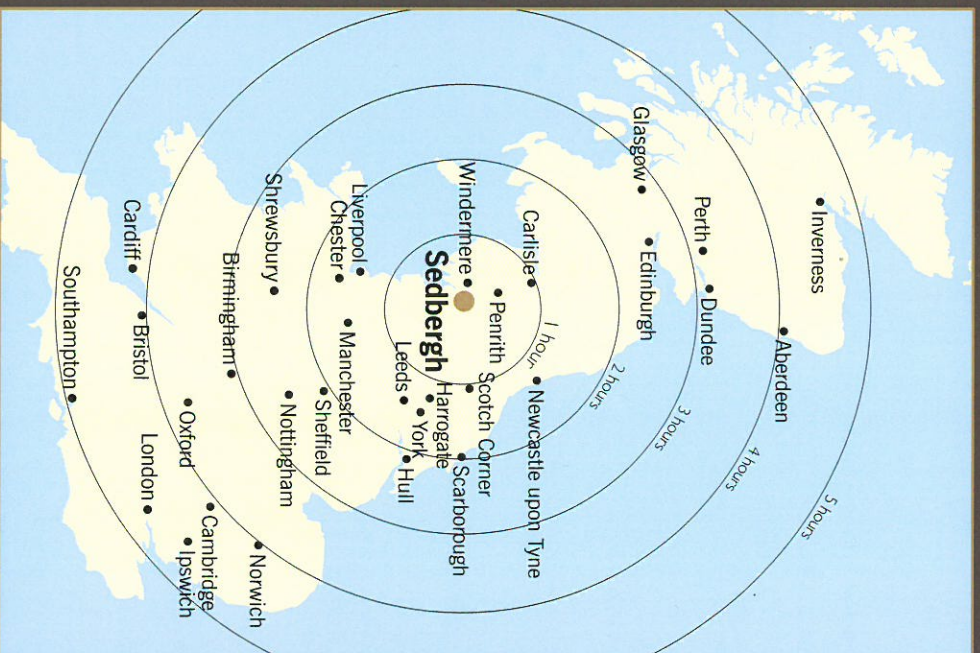 Inverness
5 hours
Aberdeen
4 hours
Dundee
Perth
3 hours
Edinburgh
Glasgow
2 hours
1 hour
Newcastle upon Tyne
Carlisle
Penrith
Scotch Corner
Windermere
Scarborough
Sedbergh
Harrogate
York
Leeds
Hull
Liverpool
Manchester
Chester
Sheffield
Nottingham
Shrewsbury
Norwich
Birmingham
Cambridge
Ipswich
Oxford
London
Bristol
Cardiff
Southampton